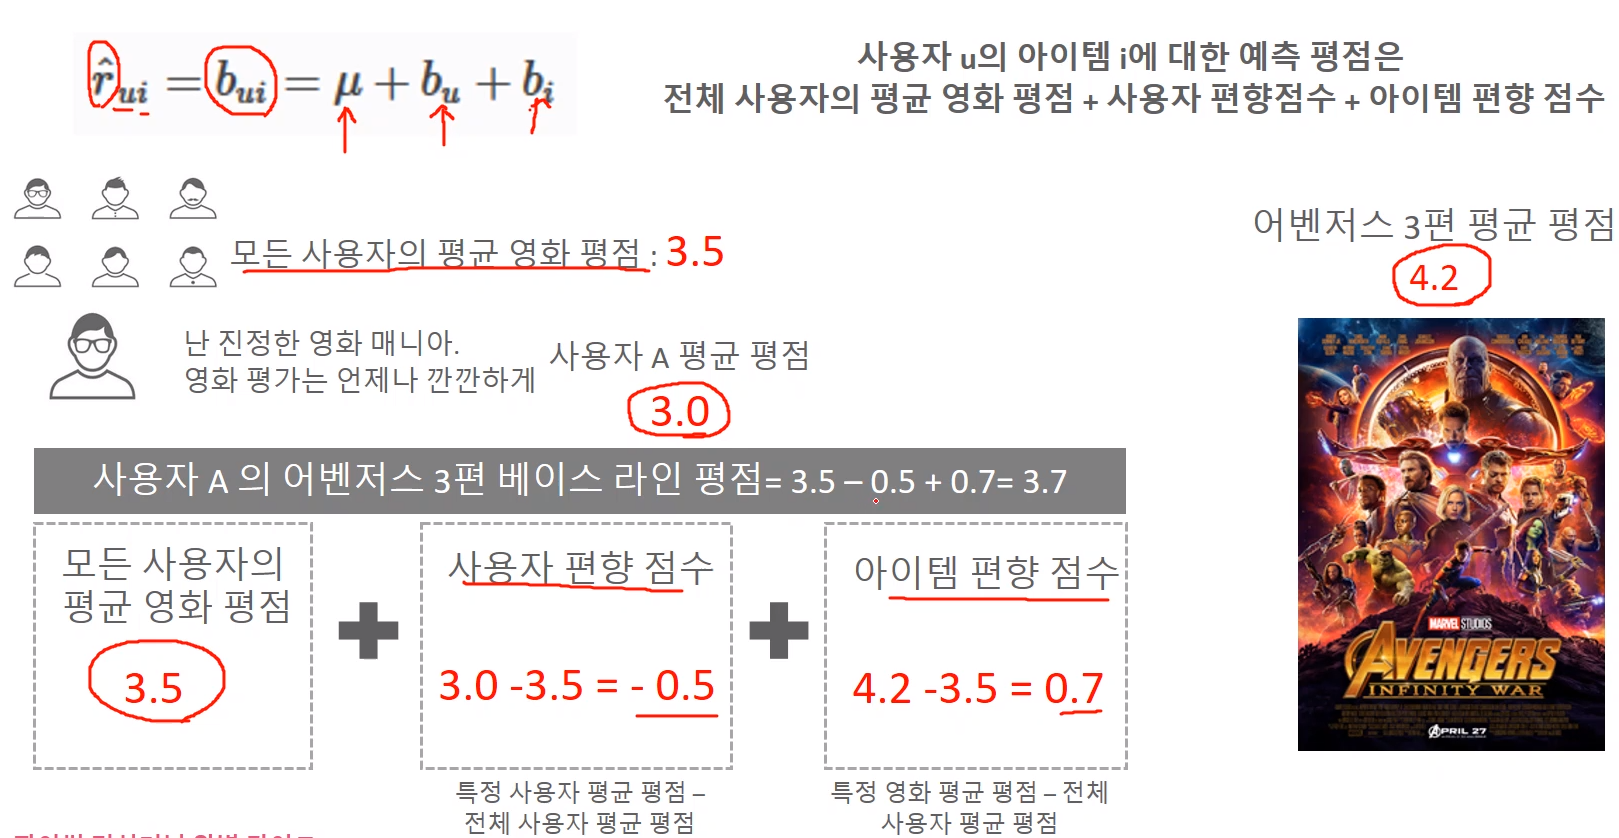 r̂ui = bui = μ + bu + bi
사용자 u의 아이템 i에 대한 예측 평점은
전체 사용자의 평균 영화 평점 + 사용자 편향점수 + 아이템 편향 점수
모든 사용자의 평균 영화 평점 : 3.5
어벤저스 3편 평균 평점
4.2
난 진정한 영화 매니아.
영화 평가는 언제나 깐깐하게
사용자 A 평균 평점
3.0
사용자 A 의 어벤저스 3편 베이스 라인 평점= 3.5 – 0.5 + 0.7= 3.7
모든 사용자의
평균 영화 평점
3.5
사용자 편향 점수
3.0 -3.5 = - 0.5
특정 사용자 평균 평점 –
전체 사용자 평균 평점
아이템 편향 점수
4.2 -3.5 = 0.7
특정 영화 평균 평점 – 전체
사용자 평균 평점
MARVEL STUDIOS
AVENGERS
INFINITY WAR
APRIL 27